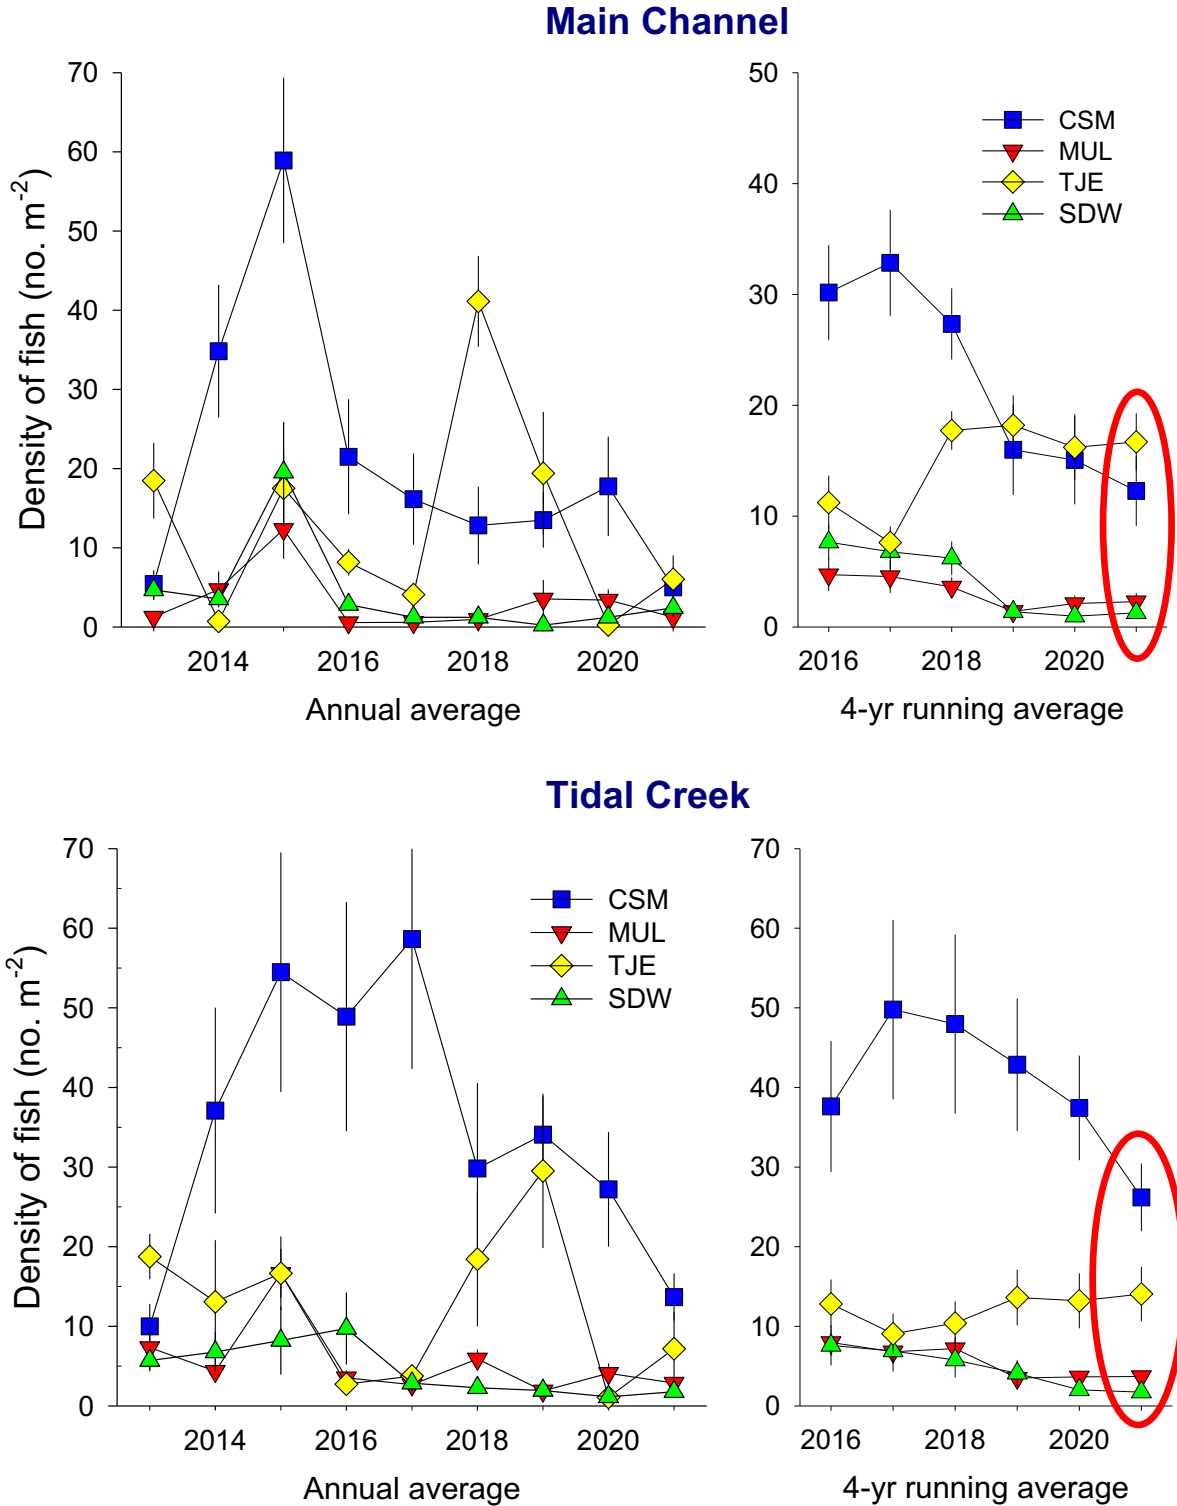 Main Channel
Density of fish (no. m-2)
70
60
50
40
30
20
10
0
2014 2016 2018 2020
Annual average
50
40
30
20
10
0
CSM
MUL
TJE
SDW
2016 2018 2020
4-yr running average
Tidal Creek
Density of fish (no. m-2)
70
60
50
40
30
20
10
0
CSM
MUL
TJE
SDW
2014 2016 2018 2020
Annual average
70
60
50
40
30
20
10
0
2016 2018 2020
4-yr running average